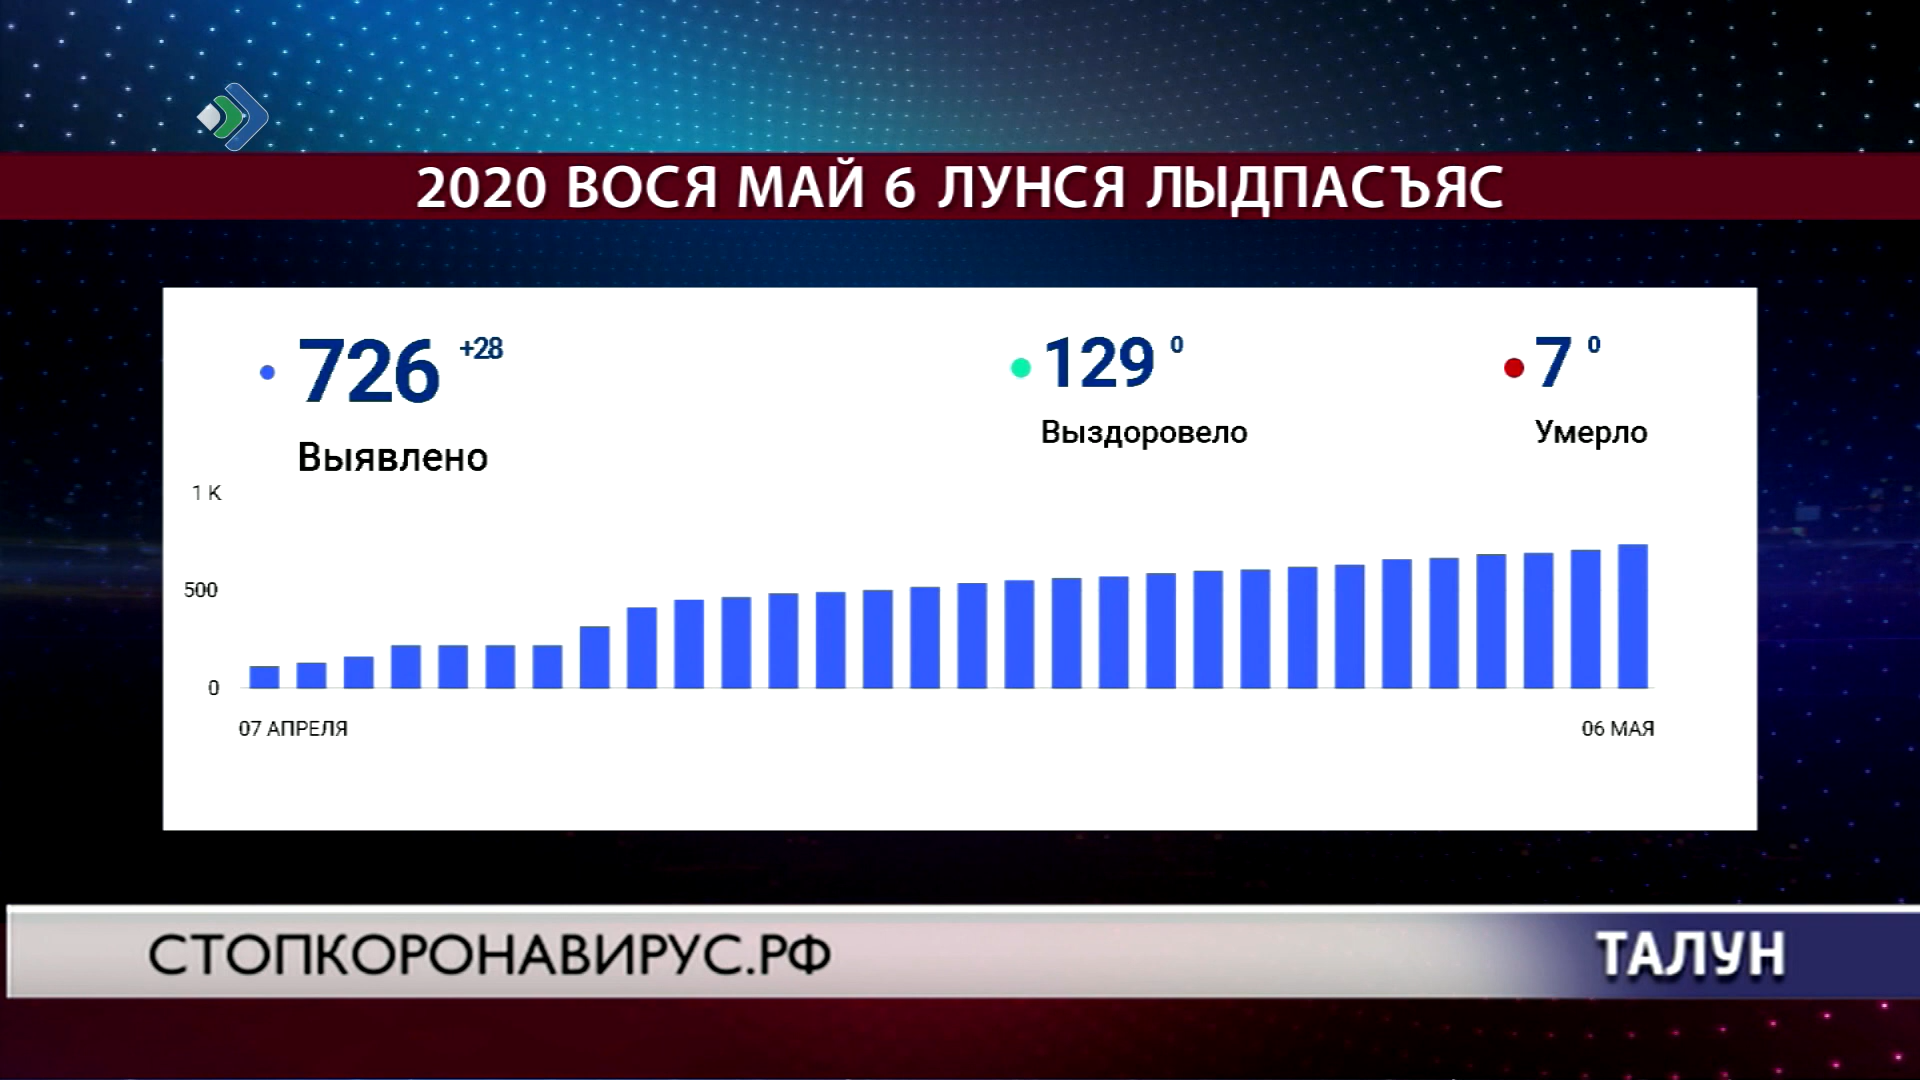 2020 ВОСЯ МАЙ 6 ЛУНСЯ ЛЫДПАСЪЯС
726 +28
Выявлено
129 0
Выздоровело
7 0
Умерло
1 K
500
0
07 АПРЕЛЯ
06 МАЯ
СТОПКОРОНАВИРУС.РФ
ТАЛУН